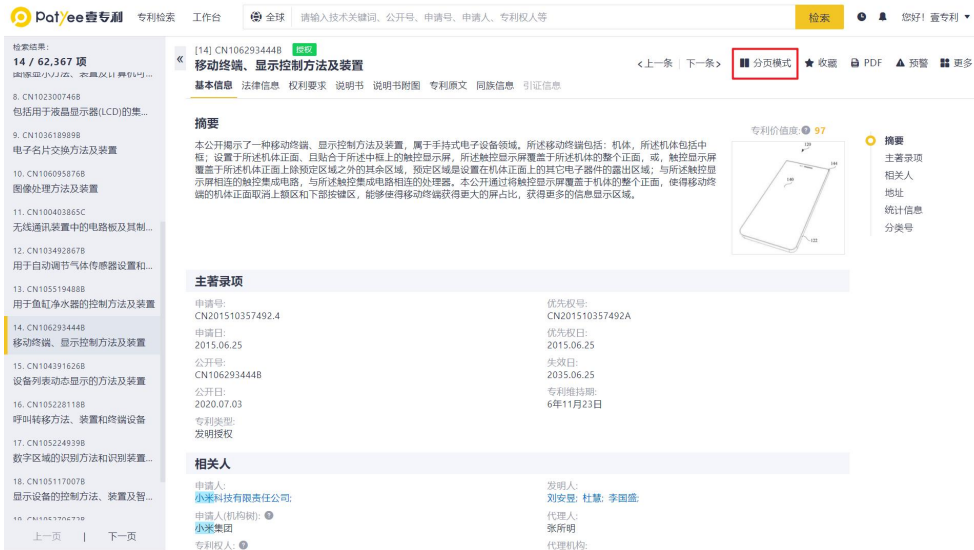 Patyee壹专利 专利检索 工作台 全球 请输入技术关键词、公开号、申请号、申请人、专利权人等 检索 您好！壹专利
检索结果:
14 / 62,367 项
8. CN102300746B
包括用于液晶显示器(LCD)的集...
9. CN103618989B
电子名片交换方法及装置
10. CN106095876B
图像处理方法及装置
11. CN100403865C
无线通讯装置中的电路板及其制...
12. CN103492867B
用于自动调节气体传感器设置和...
13. CN105519488B
用于鱼缸净水器的控制方法及装置
14. CN106293444B
移动终端、显示控制方法及装置
15. CN104391626B
设备列表动态显示的方法及装置
16. CN105228118B
呼叫转移方法、装置和终端设备
17. CN105224939B
数字区域的识别方法和识别装置...
18. CN105117007B
显示设备的控制方法、装置及智...
上一页 | 下一页
«
[14] CN106293444B 授权
移动终端、显示控制方法及装置
<上一条 下一条> 分页模式 收藏 PDF 预警 更多
基本信息 法律信息 权利要求 说明书 说明书附图 专利原文 同族信息 引证信息
摘要
本公开揭示了一种移动终端、显示控制方法及装置，属于手持式电子设备领域。所述移动终端包括：机体，所述机体包括中
框；设置于所述机体正面、且贴合于所述中框上的触控显示屏，所述触控显示屏覆盖于所述机体的整个正面，或，触控显示屏
覆盖于所述机体正面上除预定区域之外的其余区域，预定区域是设置在机体正面上的其它电子器件的露出区域；与所述触控显
示屏相连的触控集成电路，与所述触控集成电路相连的处理器。本公开通过将触控显示屏覆盖于机体的整个正面，使得移动终
端的机体正面取消上额区和下部按键区，能够使得移动终端获得更大的屏占比，获得更多的信息显示区域。
专利价值度: 97
140
122
摘要
主著录项
相关人
地址
统计信息
分类号
主著录项
申请号:
CN201510357492.4
优先权号:
CN201510357492A
申请日:
2015.06.25
优先权日:
2015.06.25
公开号:
CN106293444B
失效日:
2035.06.25
公开日:
2020.07.03
专利维持期:
6年11月23日
专利类型:
发明授权
相关人
申请人:
小米科技有限责任公司;
发明人:
刘安昱; 杜慧; 李国盛;
申请人(机构树):
小米集团
代理人:
张所明
专利权人:
代理机构: